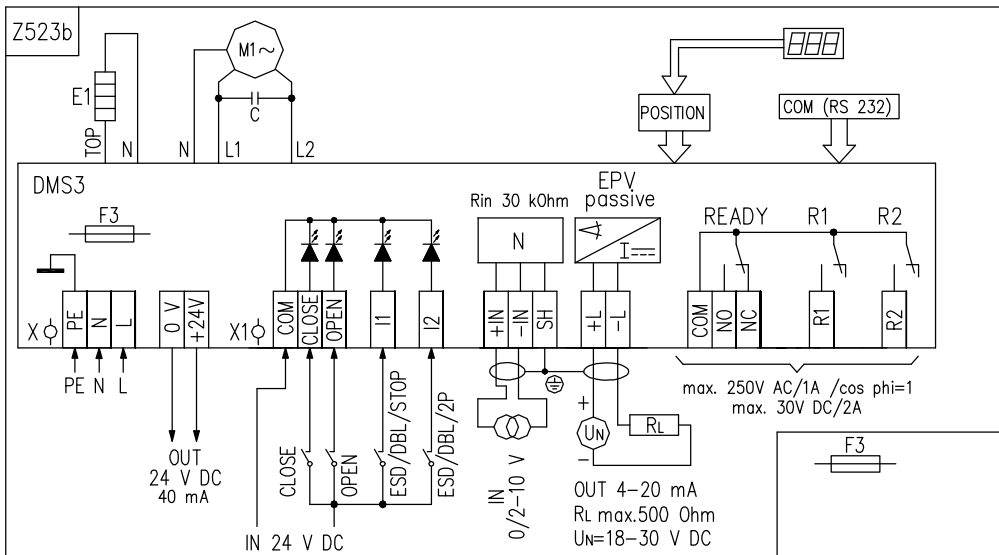 Z523b
M1~
C
E1
TOP
N
N
L1
L2
POSITION
COM (RS 232)
DMS3
F3
Rin 30 kOhm
N
EPV
passive
I
READY
R1
R2
X
PE
N
L
0 V
+24V
X1
COM
CLOSE
OPEN
I1
I2
+IN
-IN
SH
+L
-L
COM
NO
NC
R1
R2
PE N L
OUT
24 V DC
40 mA
CLOSE
OPEN
ESD/DBL/STOP
ESD/DBL/2P
IN 24 V DC
IN
0/2-10 V
+
UN
-
RL
OUT 4-20 mA
RL max.500 Ohm
UN=18-30 V DC
max. 250V AC/1A /cos phi=1
max. 30V DC/2A
F3